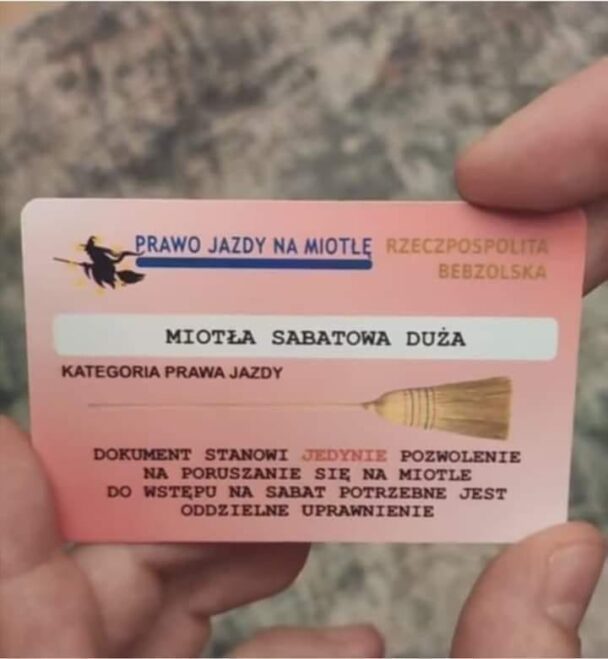 PRAWO JAZDY NA MIOTLĘ
RZECZPOSPOLITA
BEBZOLSKA
MIOTŁA SABATOWA DUŻA
KATEGORIA PRAWA JAZDY
DOKUMENT STANOWI JEDYNIE POZWOLENIE
NA PORUSZANIE SIĘ NA MIOTLE
DO WSTĘPU NA SABAT POTRZEBNE JEST
ODDZIELNE UPRAWNIENIE